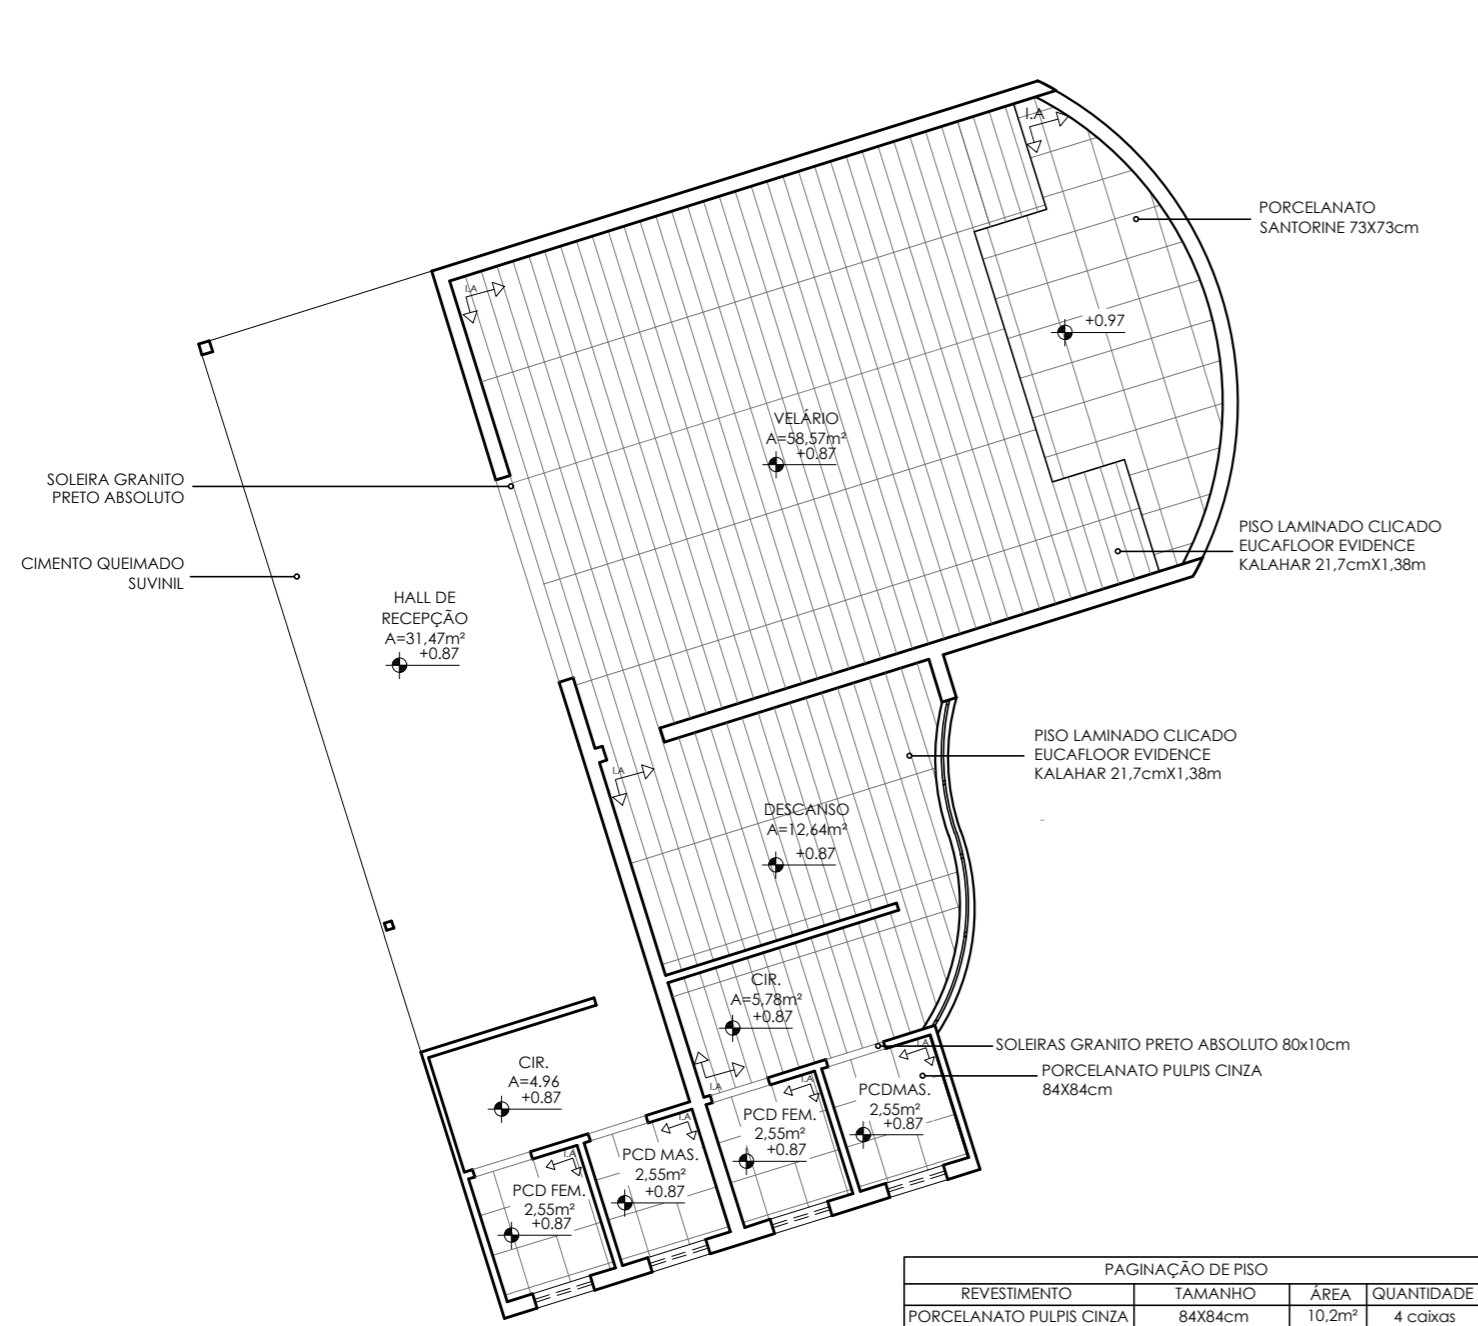 I.A
PORCELANATO
SANTORINE 73X73cm
I.A
+0.97
VELÁRIO
A=58,57m²
+0.87
SOLEIRA GRANITO
PRETO ABSOLUTO
PISO LAMINADO CLICADO
EUCAFLOOR EVIDENCE
KALAHAR 21,7cmX1,38m
CIMENTO QUEIMADO
SUVINIL
HALL DE
RECEPÇÃO
A=31,47m²
+0.87
PISO LAMINADO CLICADO
EUCAFLOOR EVIDENCE
KALAHAR 21,7cmX1,38m
I.A
DESCANSO
A=12,64m²
+0.87
CIR.
A=5,78m²
+0.87
SOLEIRAS GRANITO PRETO ABSOLUTO 80x10cm
I.A
PORCELANATO PULPIS CINZA
84X84cm
CIR.
A=4.96
+0.87
I.A
I.A
PCDMAS.
2,55m²
+0.87
PCD FEM.
2,55m²
+0.87
I.A
PCD MAS.
2,55m²
+0.87
I.A
PCD FEM.
2,55m²
+0.87
PAGINAÇÃO DE PISO
REVESTIMENTO TAMANHO ÁREA QUANTIDADE
PORCELANATO PULPIS CINZA 84X84cm 10,2m² 4 caixas